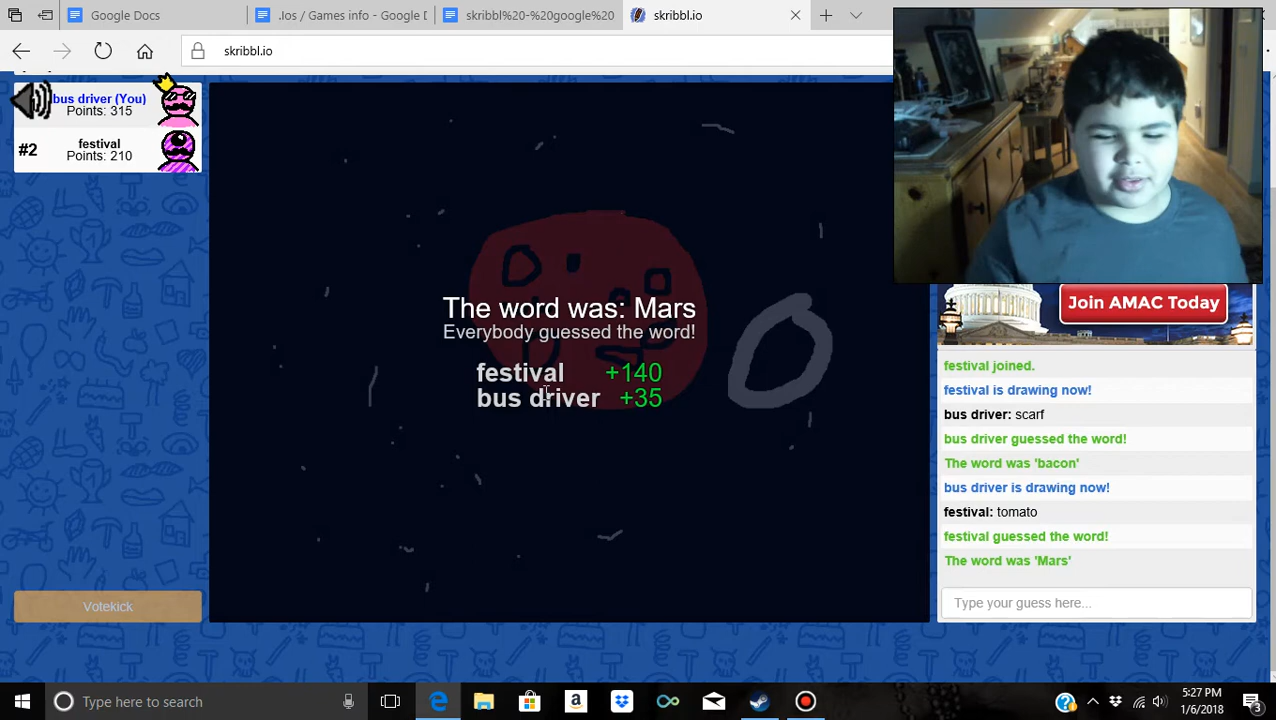 .Ios / Games info - Google D
skribbl%20-%20google%20
skribbl.io
skribbl.io
bus driver (You)
Points: 315
#2
festival
Points: 210
The word was: Mars
Everybody guessed the word!
festival +140
bus driver +35
Join AMAC Today
festival joined.
festival is drawing now!
bus driver: scarf
bus driver guessed the word!
The word was 'bacon'
bus driver is drawing now!
festival: tomato
festival guessed the word!
The word was 'Mars'
Type your guess here...
Votekick
Type here to search
5:27 PM
1/6/2018
3